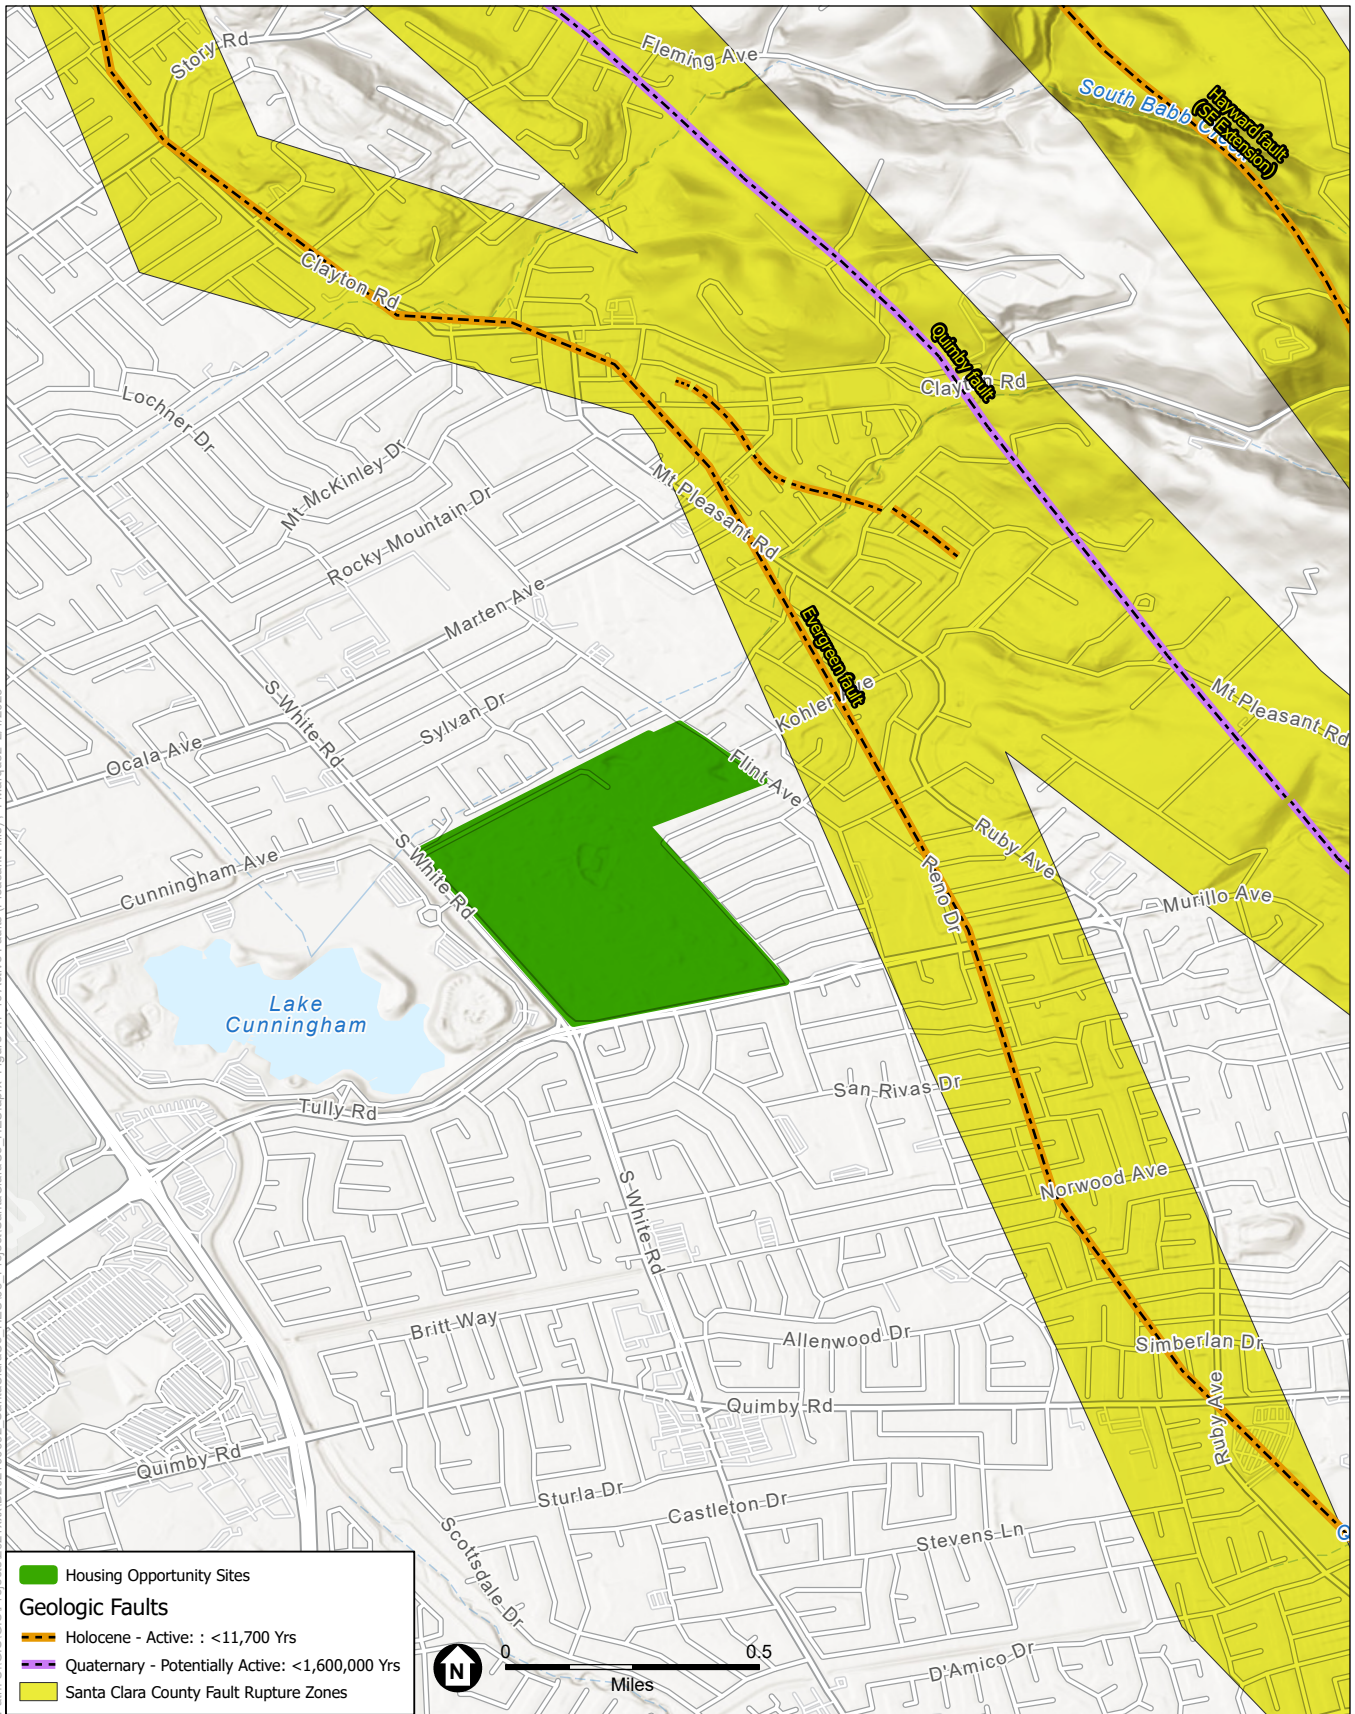 Story Rd
Fleming Ave
South Babb Creek
Hayward fault
(SE Extension)
Clayton Rd
Quimby fault
Clayton Rd
Lochner Dr
Mt McKinley Dr
Rocky Mountain Dr
Mt Pleasant Rd
Marten Ave
Evergreen fault
Kohler Ave
Mt Pleasant Rd
S White Rd
Sylvan Dr
Ocala Ave
Flint Ave
Ruby Ave
S White Rd
Cunningham Ave
Reno Dr
Murillo Ave
Lake
Cunningham
San Rivas Dr
Tully Rd
Norwood Ave
S White Rd
Britt Way
Allenwood Dr
Simberlan Dr
Quimby Rd
Ruby Ave
Quimby Rd
Sturla Dr
Castleton Dr
Stevens Ln
Scottsdale Dr
D'Amico Dr
Housing Opportunity Sites
Geologic Faults
Holocene - Active: : <11,700 Yrs
Quaternary - Potentially Active: <1,600,000 Yrs
Santa Clara County Fault Rupture Zones
N
0 0.5
Miles